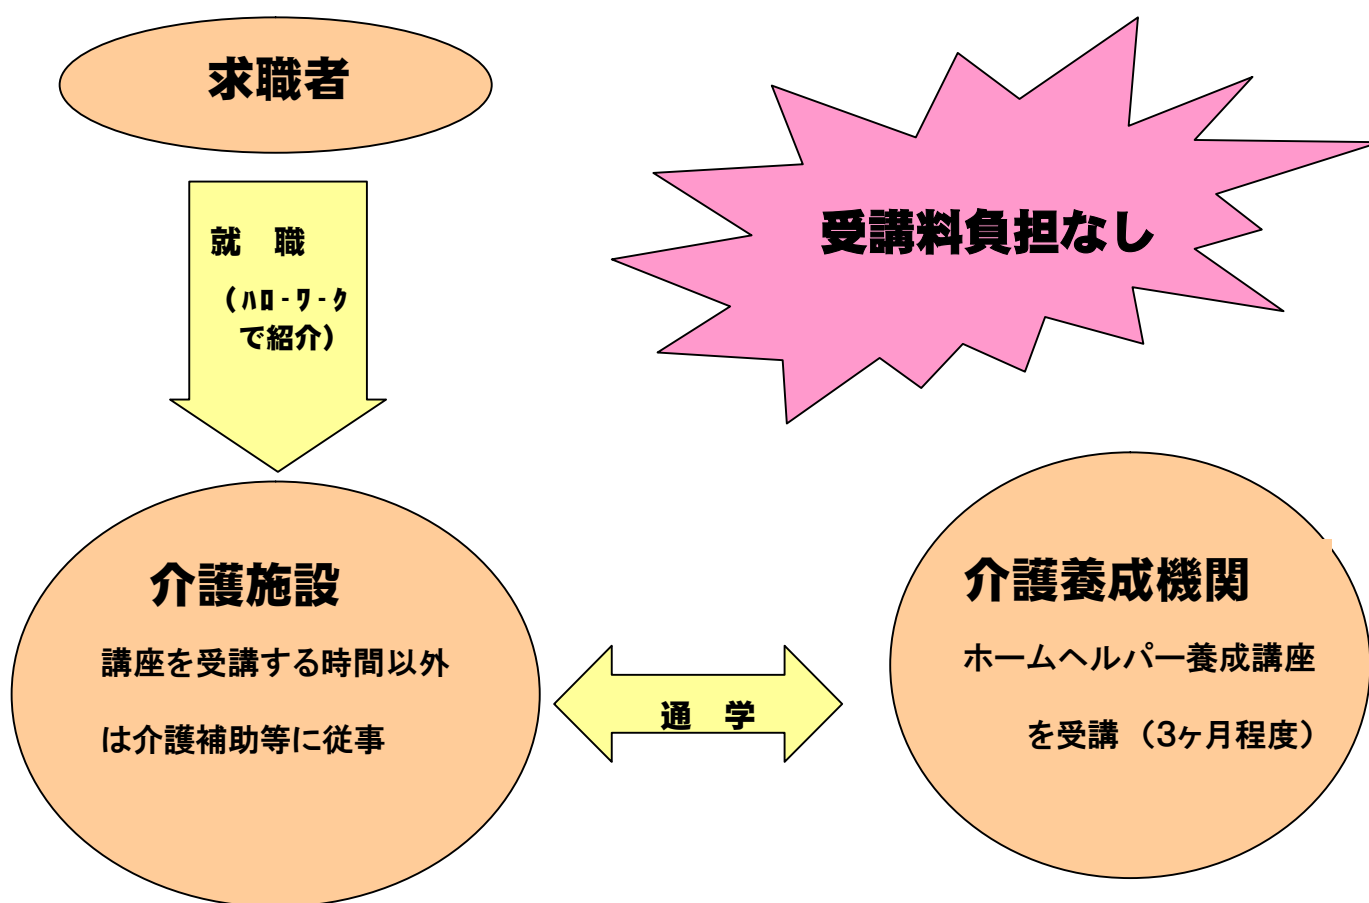 求職者
就　職
（ﾊﾛｰﾜｰｸ
で紹介）
受講料負担なし
介護施設
講座を受講する時間以外
は介護補助等に従事
通　学
介護養成機関
ホームヘルパー養成講座
を受講（3ヶ月程度）